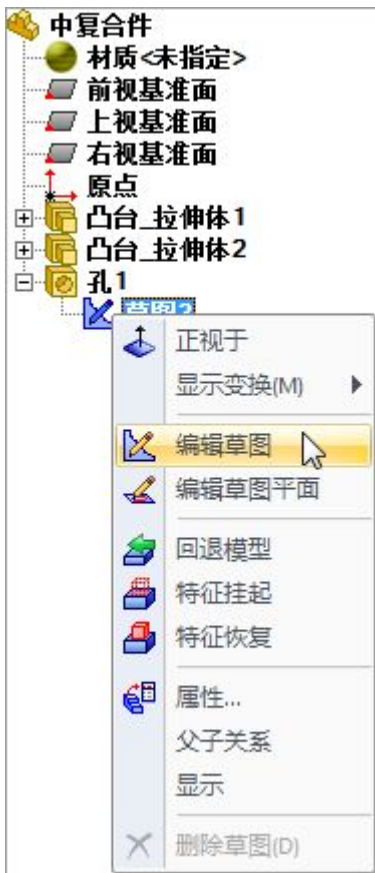 中复合件
材质<未指定>
前视基准面
上视基准面
右视基准面
原点
凸台_拉伸体1
凸台_拉伸体2
孔1
正视于
显示变换(M)
编辑草图
编辑草图平面
回退模型
特征挂起
特征恢复
属性...
父子关系
显示
删除草图(D)